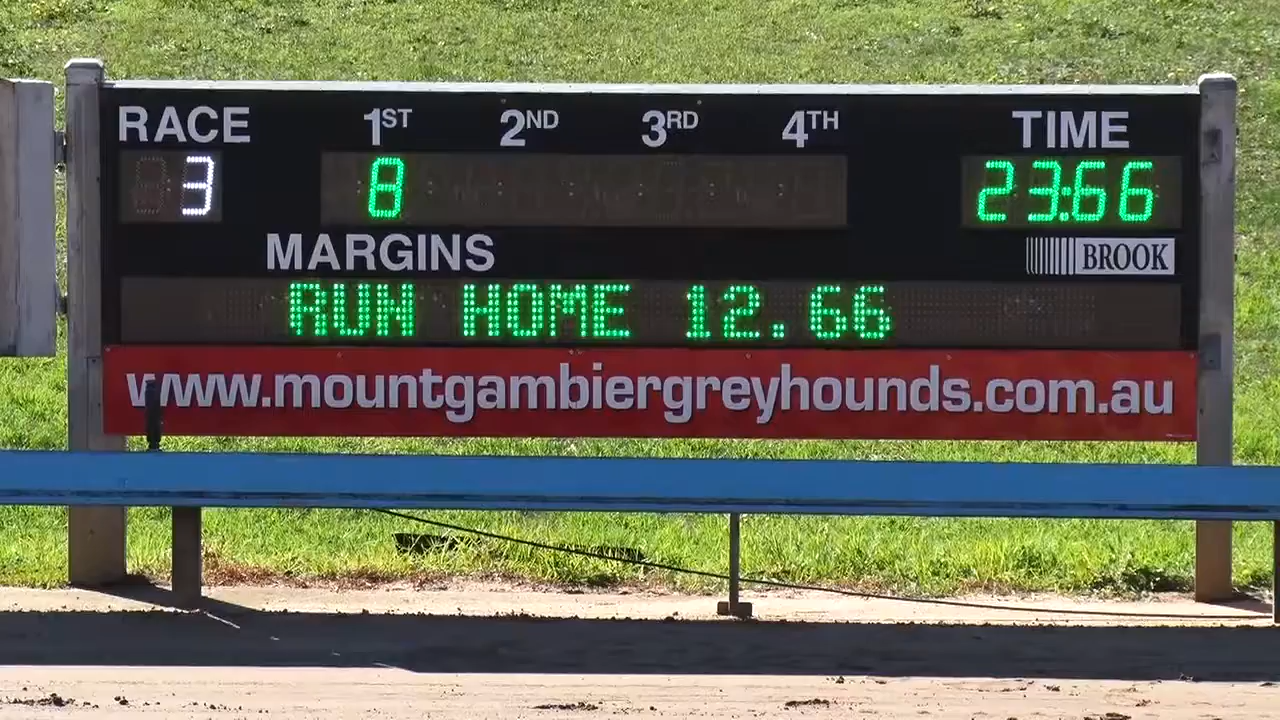 RACE 1ST 2ND 3RD 4TH TIME
3 8 23:66
MARGINS BROOK
RUN HOME 12.66
www.mountgambiergreyhounds.com.au